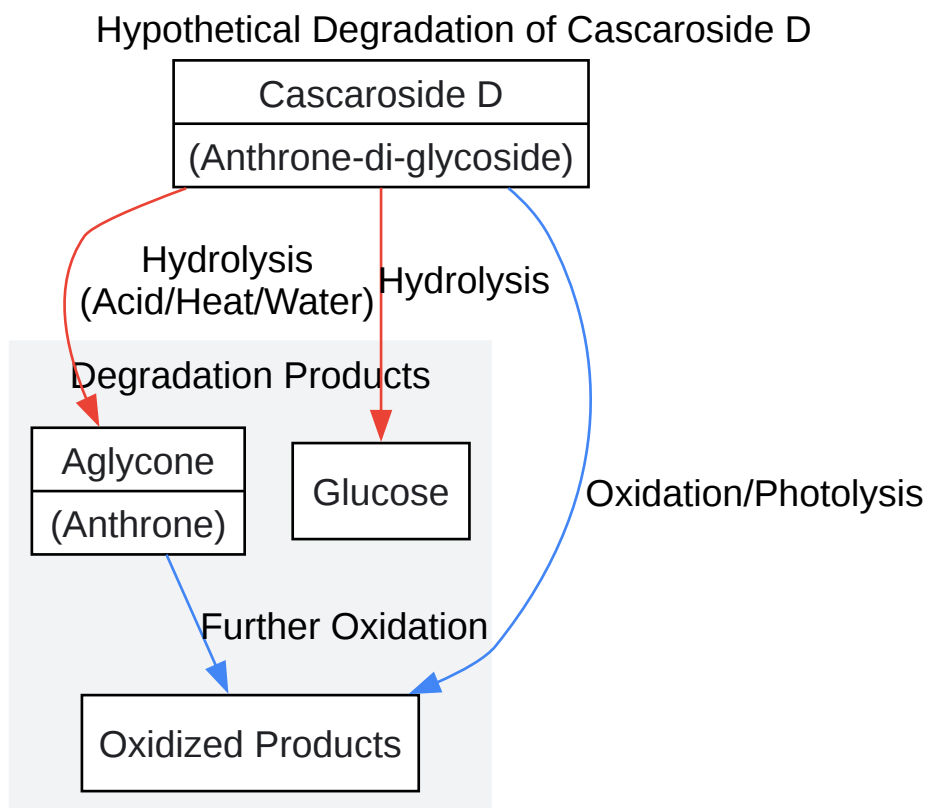 Hypothetical Degradation of Cascaroside D
Cascaroside D
(Anthrone-di-glycoside)
Hydrolysis
(Acid/Heat/Water)
Hydrolysis
Degradation Products
Aglycone
(Anthrone)
Glucose
Oxidation/Photolysis
Further Oxidation
Oxidized Products